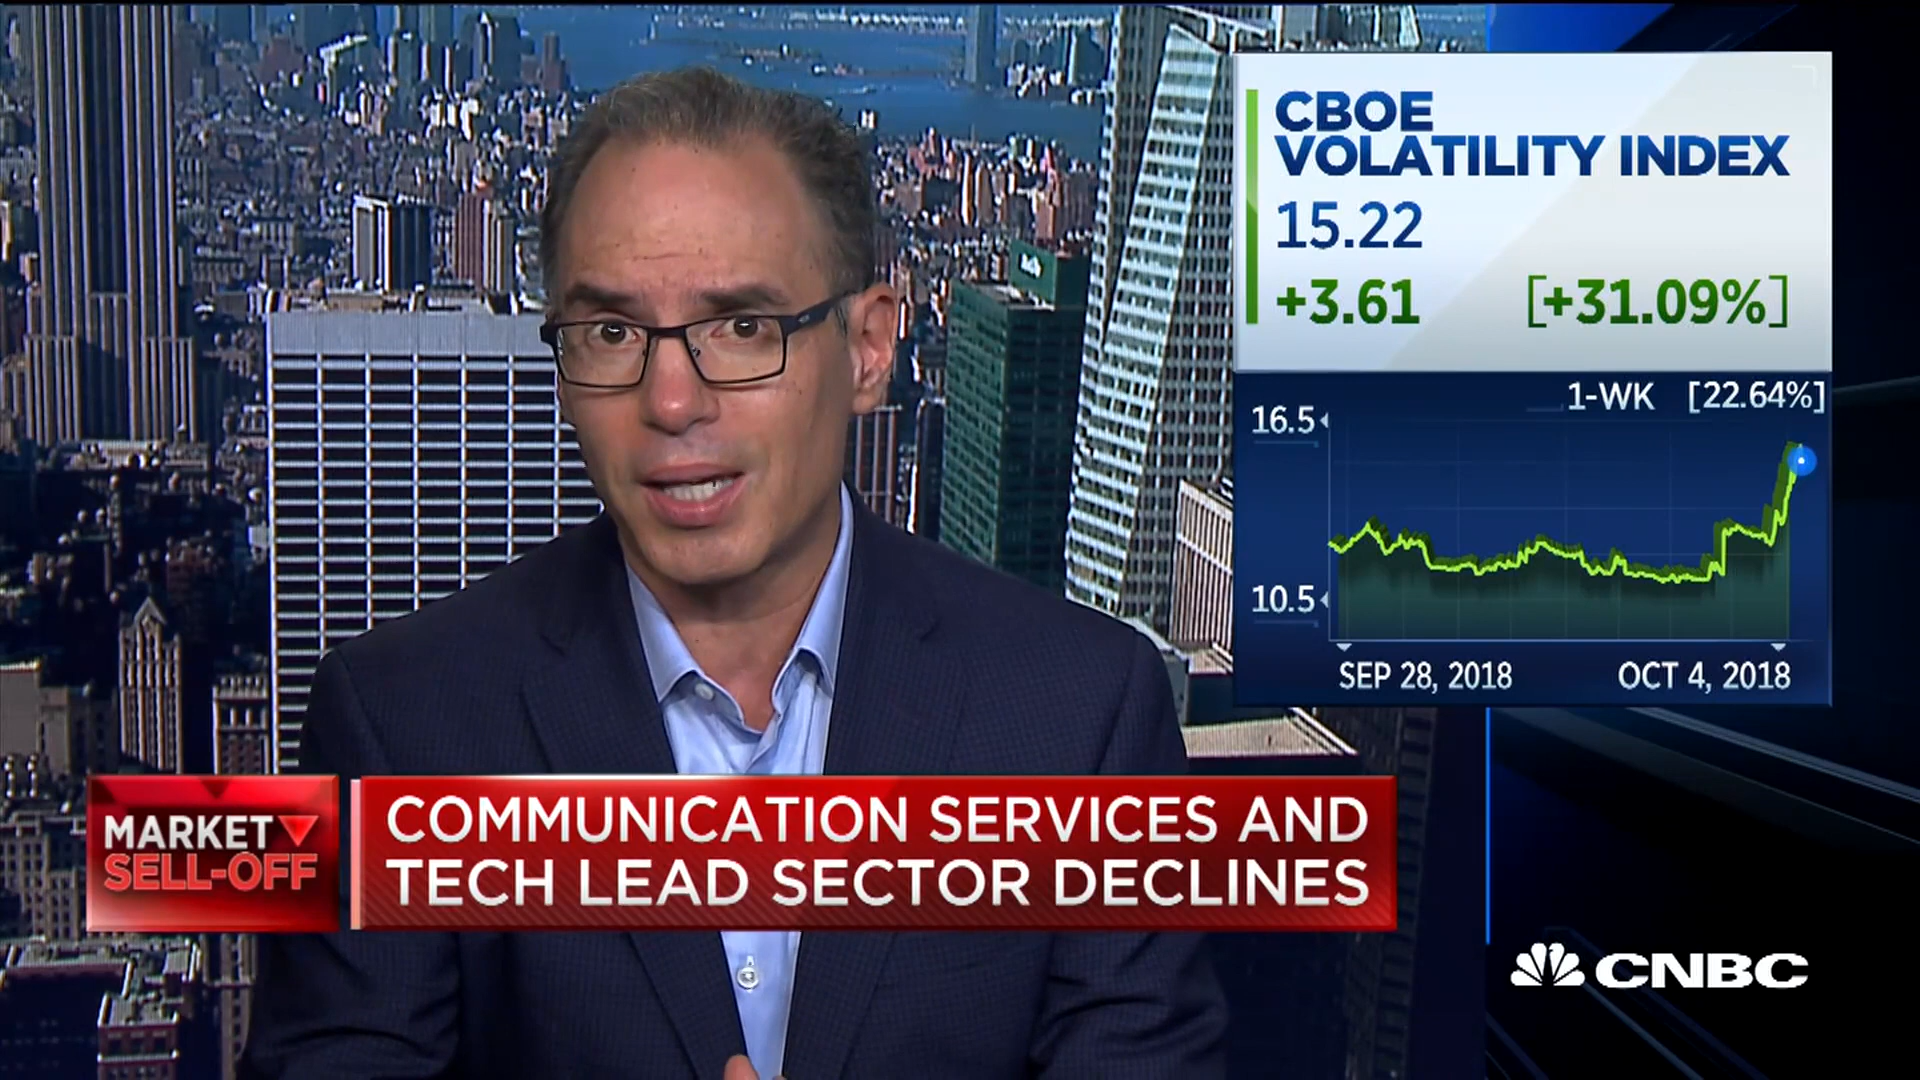 CBOE
VOLATILITY INDEX
15.22
+3.61 [+31.09%]
1-WK [22.64%]
16.5
10.5
SEP 28, 2018 OCT 4, 2018
MARKET
SELL-OFF
COMMUNICATION SERVICES AND
TECH LEAD SECTOR DECLINES
CNBC